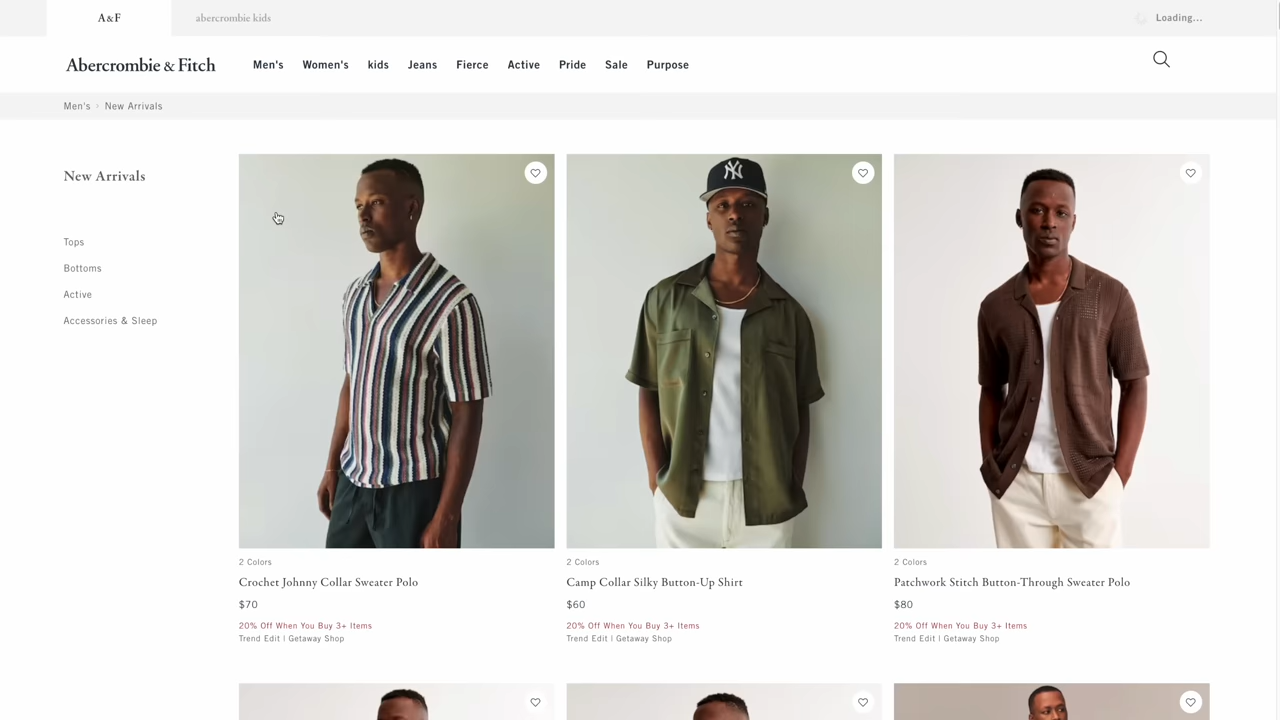 A&F
abercrombie kids
Loading...
Abercrombie & Fitch
Men's
Women's
kids
Jeans
Fierce
Active
Pride
Sale
Purpose
Men's › New Arrivals
New Arrivals
Tops
Bottoms
Active
Accessories & Sleep
NY
2 Colors
Crochet Johnny Collar Sweater Polo
$70
20% Off When You Buy 3+ Items
Trend Edit | Getaway Shop
2 Colors
Camp Collar Silky Button-Up Shirt
$60
20% Off When You Buy 3+ Items
Trend Edit | Getaway Shop
2 Colors
Patchwork Stitch Button-Through Sweater Polo
$80
20% Off When You Buy 3+ Items
Trend Edit | Getaway Shop